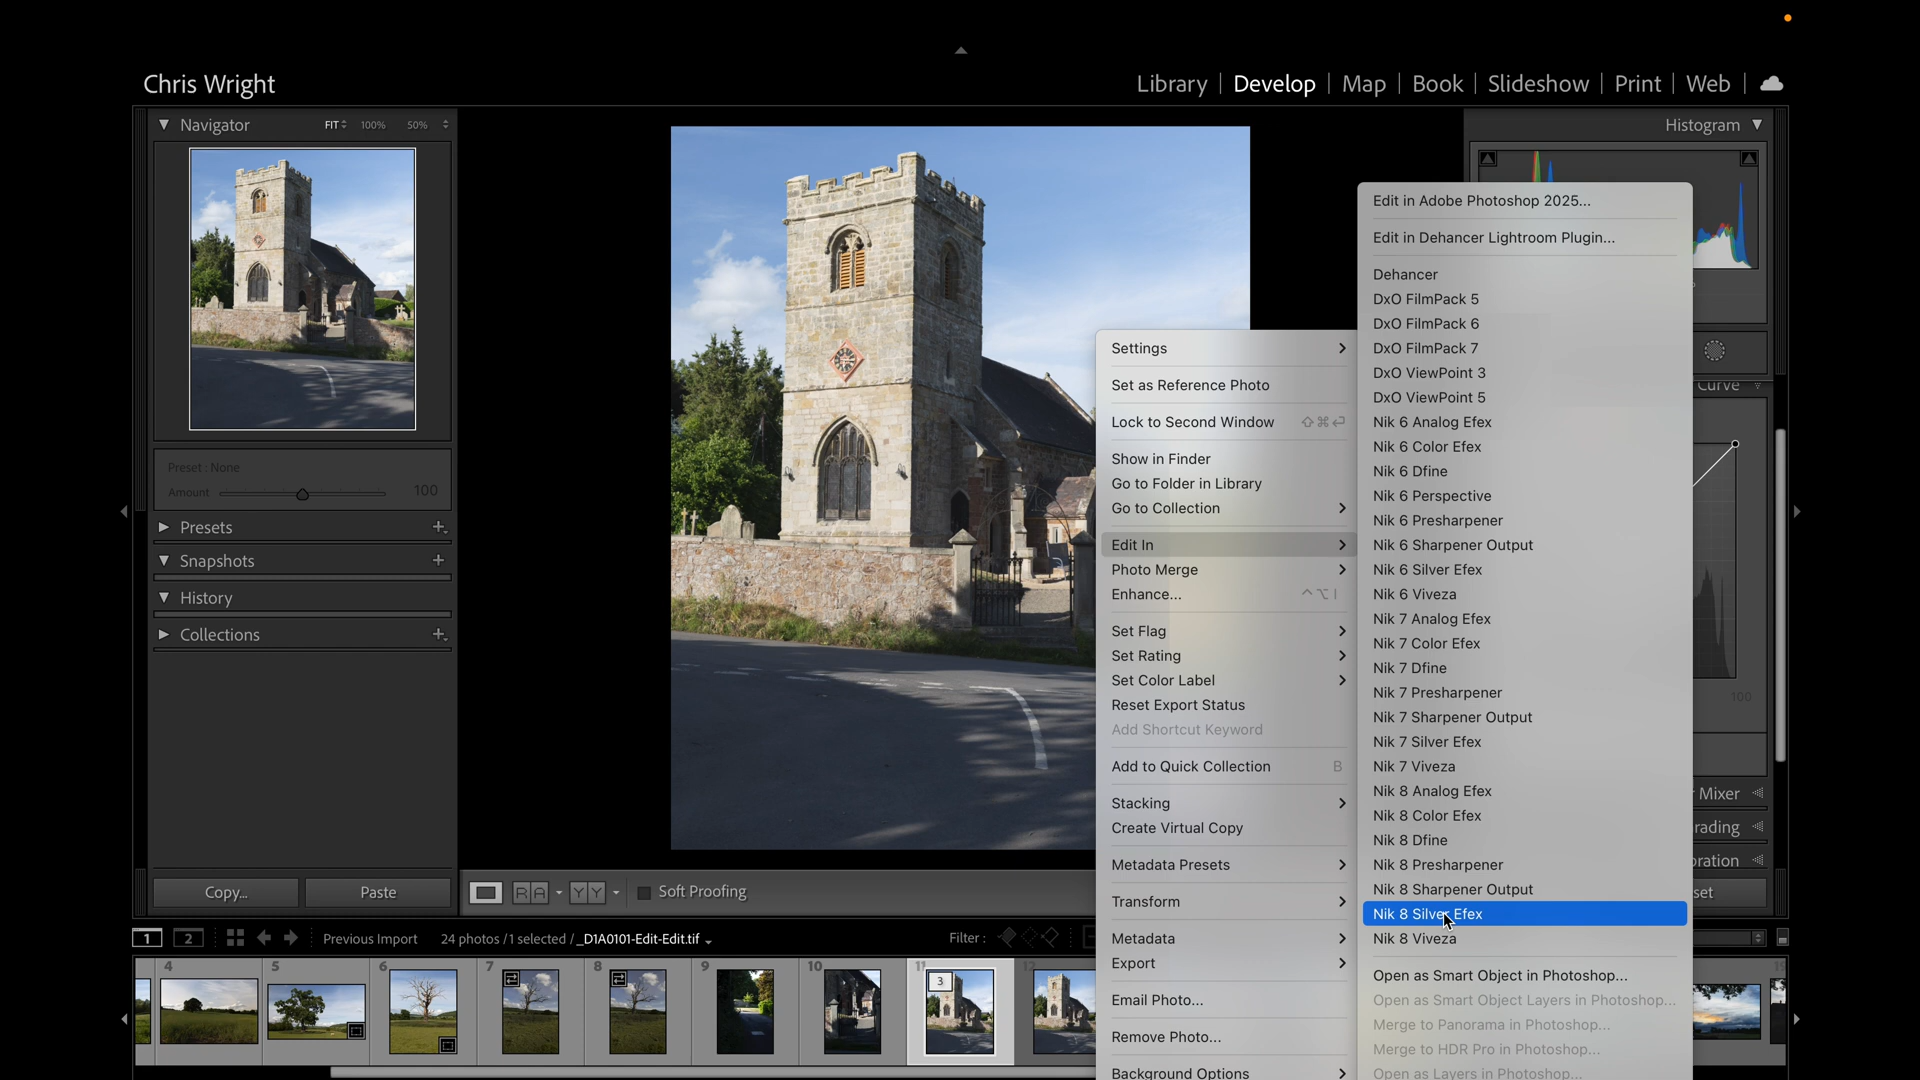 Chris Wright
Library | Develop | Map | Book | Slideshow | Print | Web
Navigator FIT 100% 50%
Histogram
Preset : None
Amount 100
Presets
Snapshots
History
Collections
Copy... Paste
R A Y Y Soft Proofing
Settings
Set as Reference Photo
Lock to Second Window ⇧⌘⏎
Show in Finder
Go to Folder in Library
Go to Collection
Edit In
Photo Merge
Enhance... ⌃⌥I
Set Flag
Set Rating
Set Color Label
Reset Export Status
Add Shortcut Keyword
Add to Quick Collection B
Stacking
Create Virtual Copy
Metadata Presets
Transform
Metadata
Export
Email Photo...
Remove Photo...
Background Options
Edit in Adobe Photoshop 2025...
Edit in Dehancer Lightroom Plugin...
Dehancer
DxO FilmPack 5
DxO FilmPack 6
DxO FilmPack 7
DxO ViewPoint 3
DxO ViewPoint 5
Nik 6 Analog Efex
Nik 6 Color Efex
Nik 6 Dfine
Nik 6 Perspective
Nik 6 Presharpener
Nik 6 Sharpener Output
Nik 6 Silver Efex
Nik 6 Viveza
Nik 7 Analog Efex
Nik 7 Color Efex
Nik 7 Dfine
Nik 7 Presharpener
Nik 7 Sharpener Output
Nik 7 Silver Efex
Nik 7 Viveza
Nik 8 Analog Efex
Nik 8 Color Efex
Nik 8 Dfine
Nik 8 Presharpener
Nik 8 Sharpener Output
Nik 8 Silver Efex
Nik 8 Viveza
Open as Smart Object in Photoshop...
Open as Smart Object Layers in Photoshop...
Merge to Panorama in Photoshop...
Merge to HDR Pro in Photoshop...
Open as Layers in Photoshop...
Curve
100
Mixer
rading
bration
set
1 2 Previous Import 24 photos / 1 selected / _D1A0101-Edit-Edit.tif Filter :
4 5 6 7 8 9 10 11 12
3